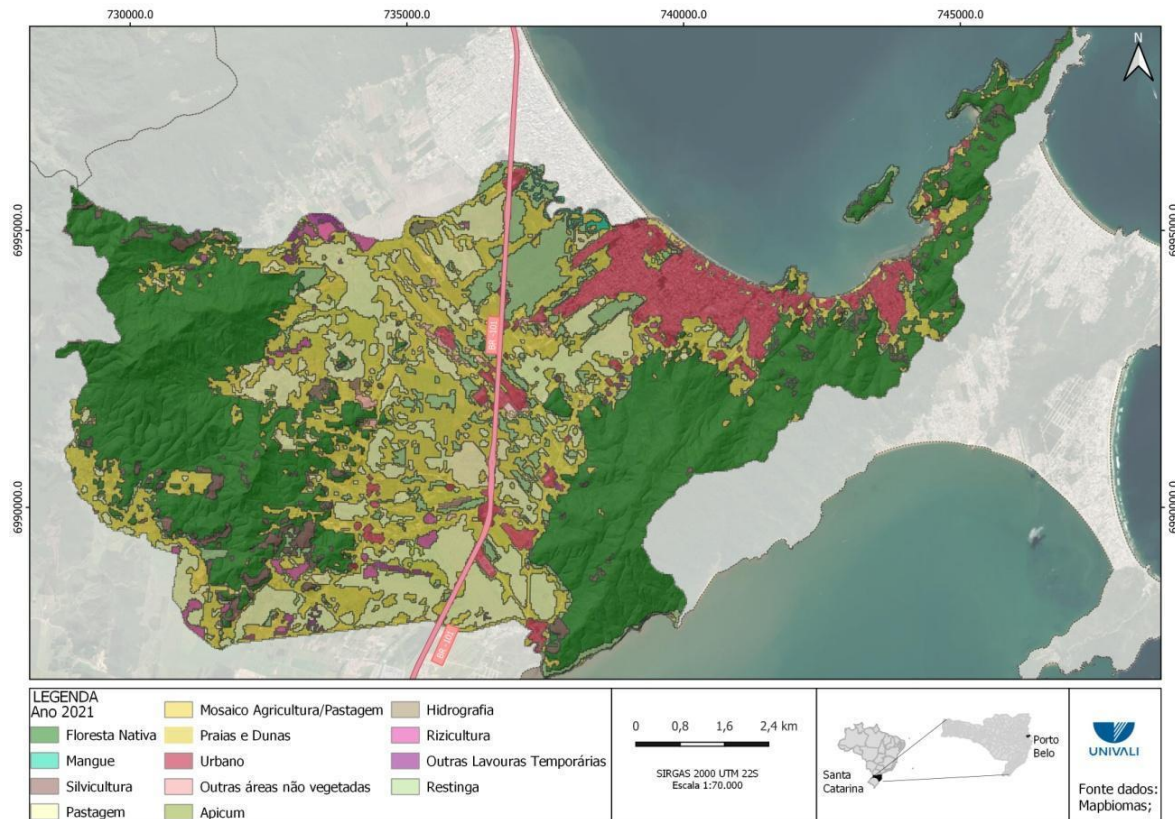 730000.0
735000.0
740000.0
745000.0
6995000.0
6995000.0
6990000.0
6990000.0
N
BR -101
BR -101
LEGENDA
Ano 2021
Floresta Nativa
Mangue
Silvicultura
Pastagem
Mosaico Agricultura/Pastagem
Praias e Dunas
Urbano
Outras áreas não vegetadas
Apicum
Hidrografia
Rizicultura
Outras Lavouras Temporárias
Restinga
0 0,8 1.6 2,4 km
SIRGAS 2000 UTM 22S
Escala 1:70.000
Santa
Catarina
Porto
Belo
UNIVALI
Fonte dados:
Mapbiomas;